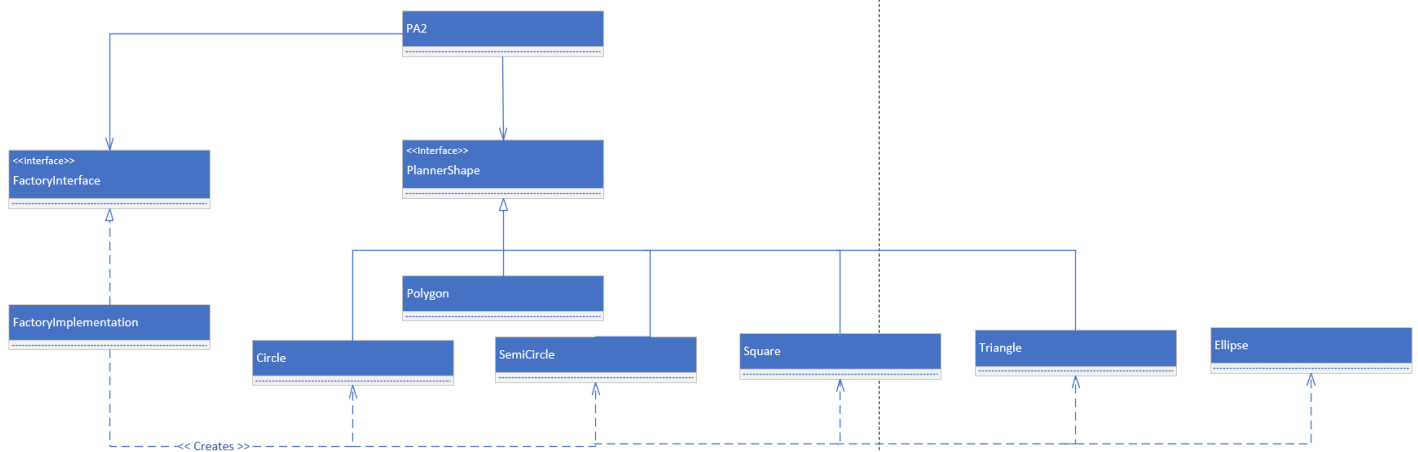 PA2
<<Interface>>
FactoryInterface
<<Interface>>
PlannerShape
Polygon
FactoryImplementation
Circle
SemiCircle
Square
Triangle
Ellipse
<< Creates >>